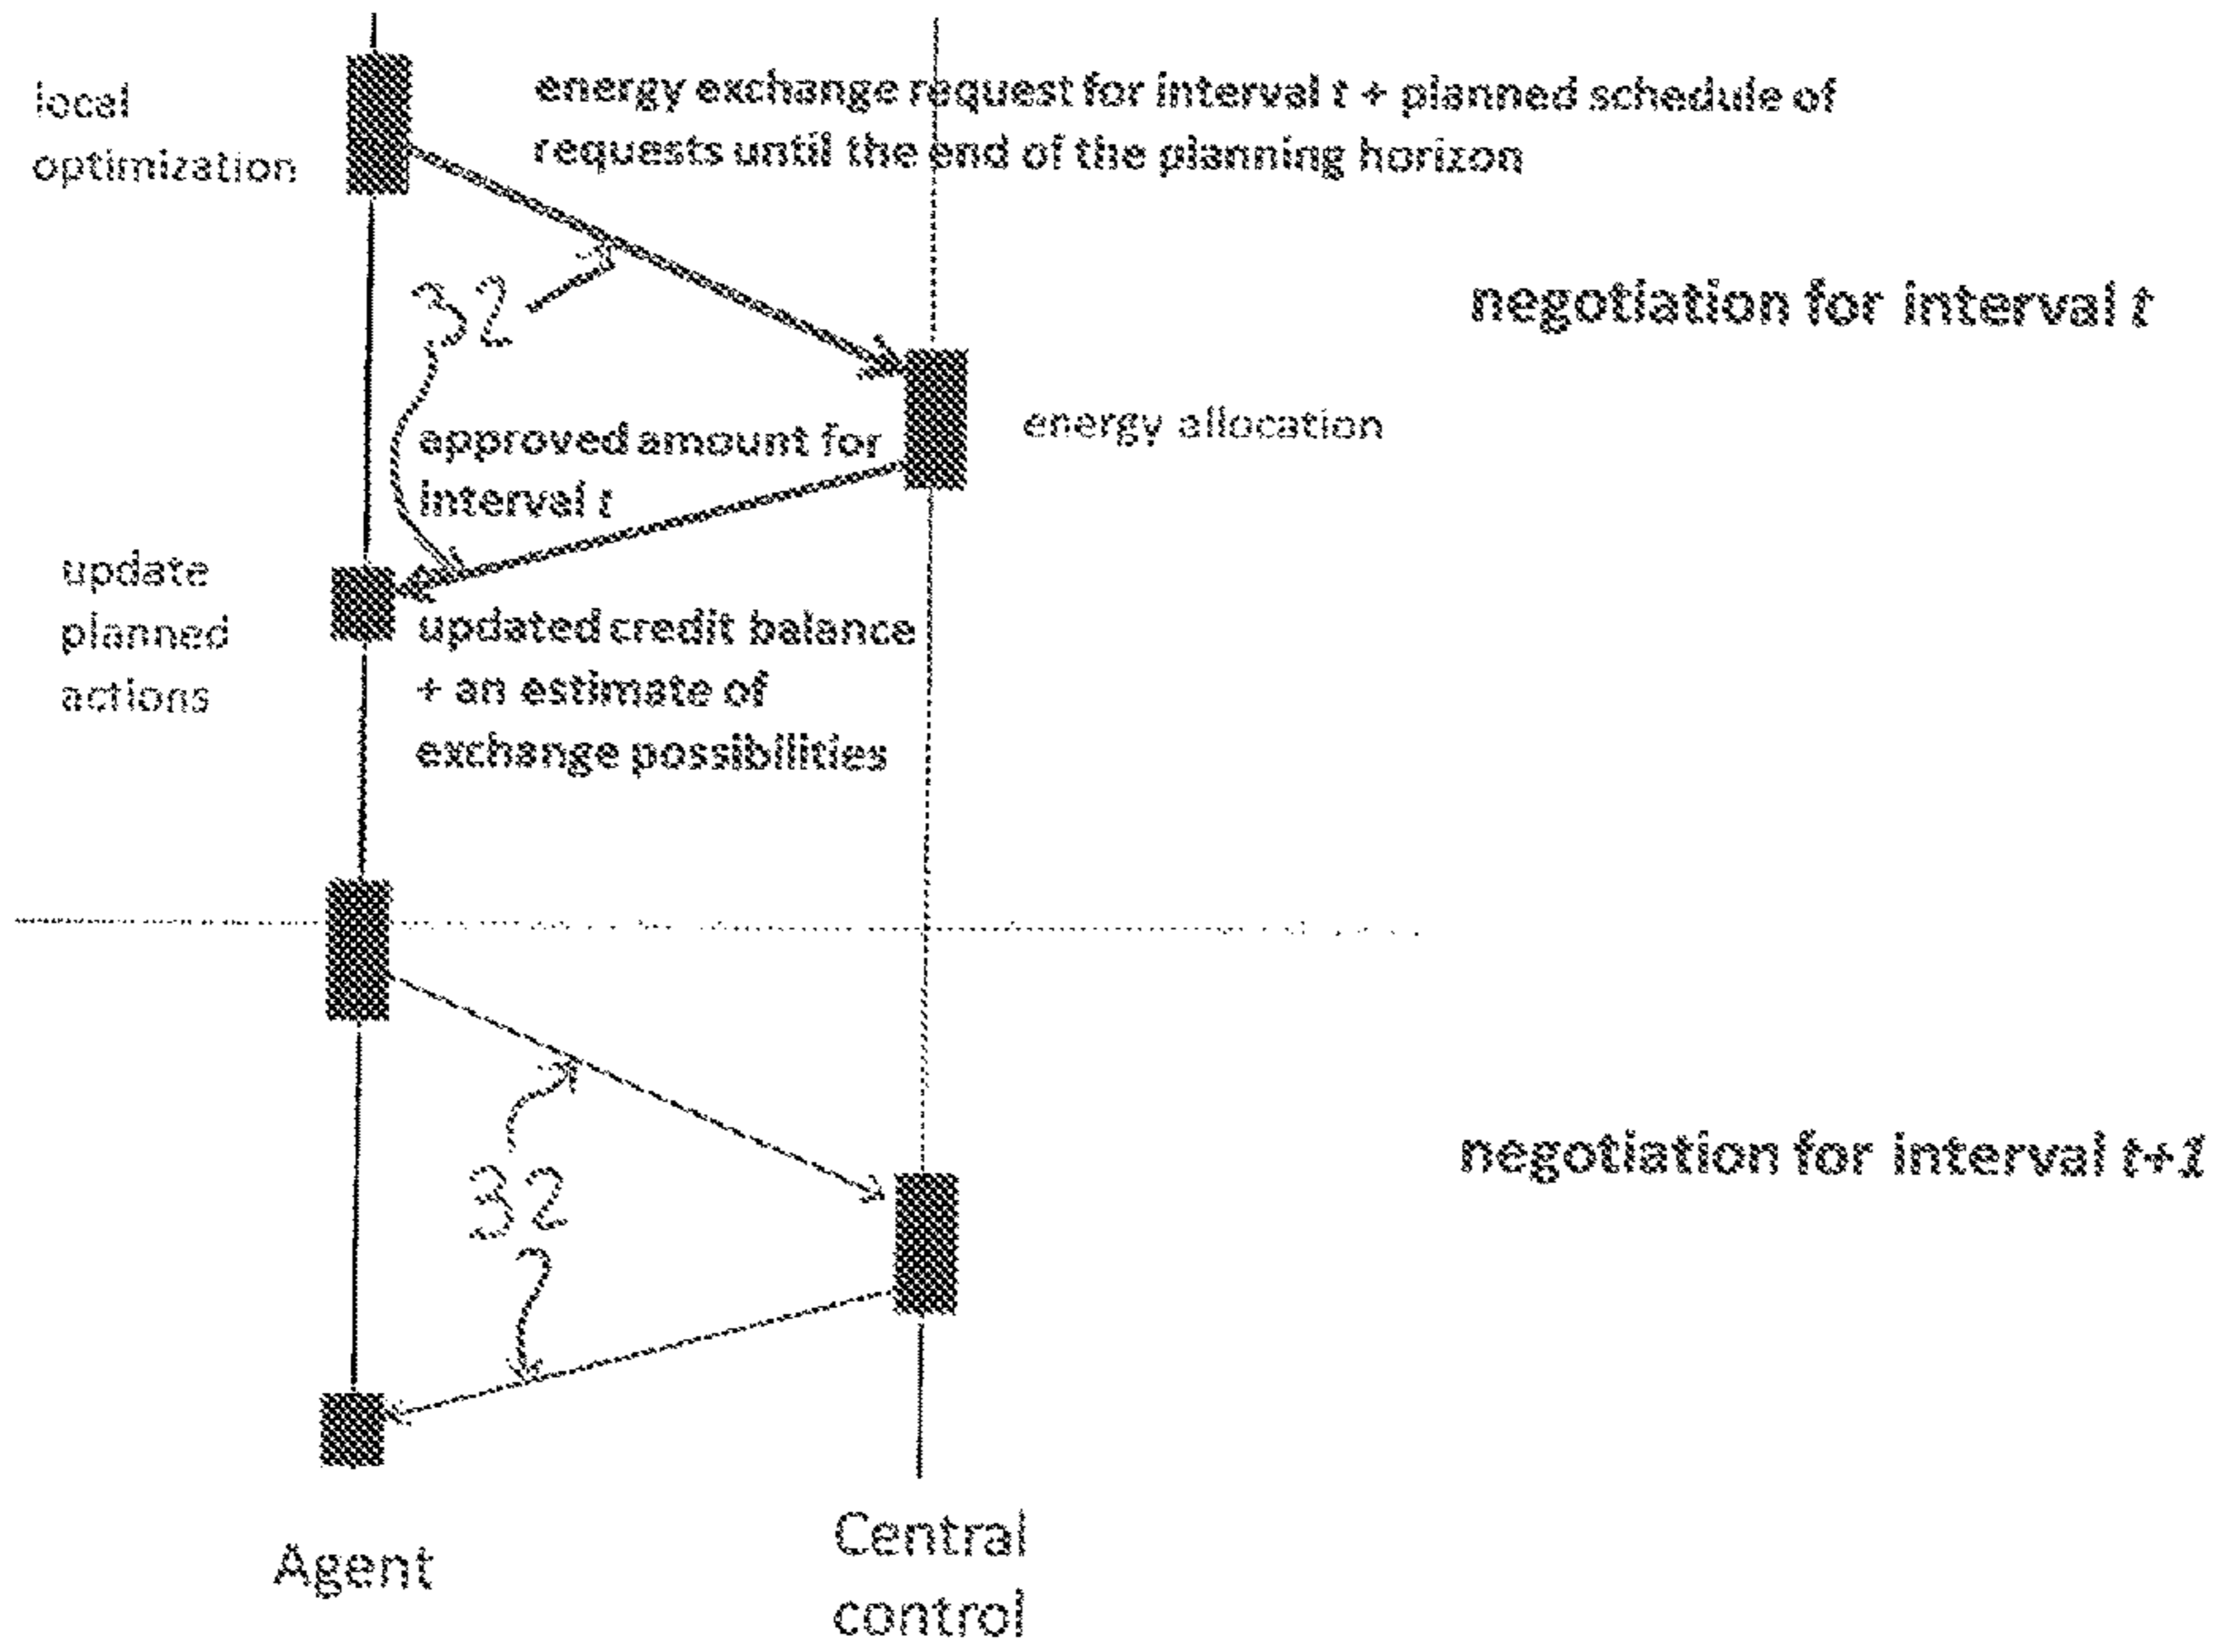 local
optimization
energy exchange request for interval t + planned schedule of
requests until the end of the planning horizon
32
negotiation for interval t
energy allocation
approved amount for
interval t
update
planned
actions
updated credit balance
+ an estimate of
exchange possibilities
32
negotiation for interval t+1
Agent
Central
control